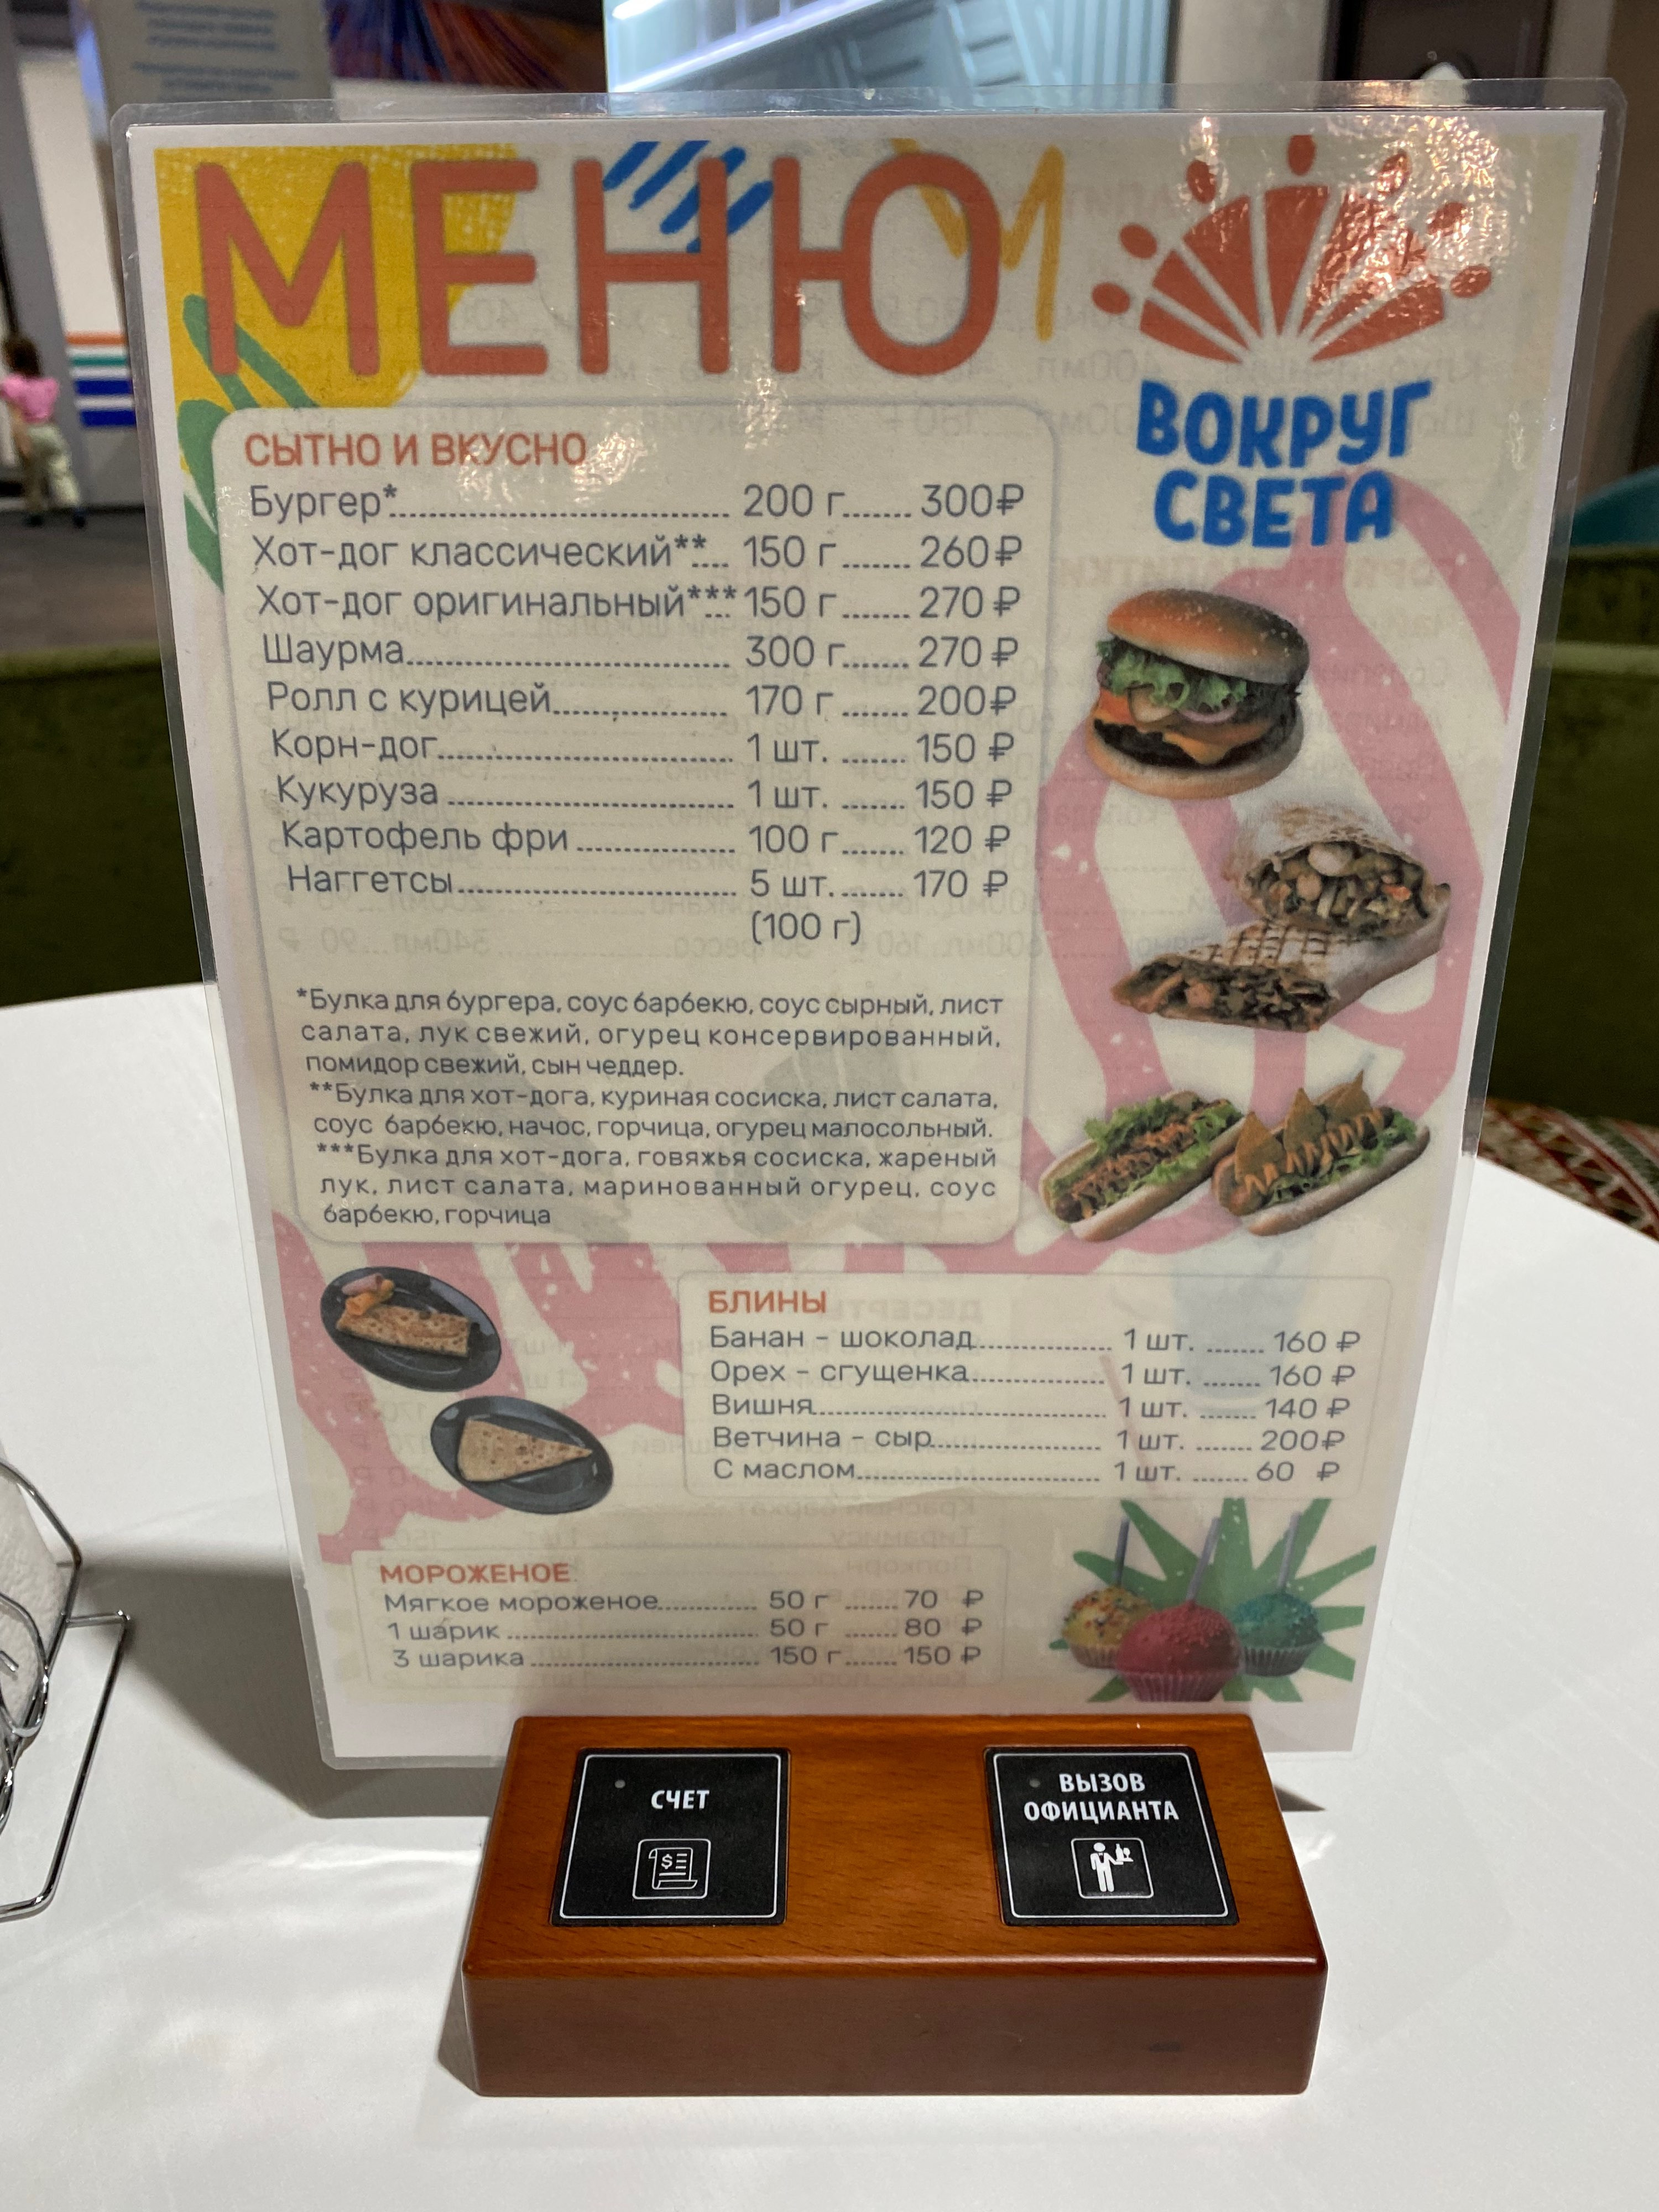 МЕНЮ
ВОКРУГ
СВЕТА
СЫТНО И ВКУСНО
Бургер*........ 200 г....... 300₽
Хот-дог классический**.... 150 г....... 260₽
Хот-дог оригинальный***... 150 г....... 270 ₽
Шаурма........ 300 г....... 270 ₽
Ролл с курицей........ 170 г ....... 200₽
Корн-дог........ 1 шт. ....... 150 ₽
Кукуруза ........ 1 шт. ....... 150 ₽
Картофель фри ........ 100 г....... 120 ₽
Наггетсы........ 5 шт........ 170 ₽
(100 г)
*Булка для бургера, соус барбекю, соус сырный, лист
салата, лук свежий, огурец консервированный,
помидор свежий, сын чеддер.
**Булка для хот-дога, куриная сосиска, лист салата,
соус барбекю, начос, горчица, огурец малосольный.
***Булка для хот-дога, говяжья сосиска, жареный
лук, лист салата, маринованный огурец, соус
барбекю, горчица
БЛИНЫ
Банан - шоколад........ 1 шт. ....... 160 ₽
Орех - сгущенка........ 1 шт. ....... 160 ₽
Вишня........ 1 шт. ....... 140 ₽
Ветчина - сыр........ 1 шт. ....... 200₽
С маслом........ 1 шт. ....... 60 ₽
МОРОЖЕНОЕ
Мягкое мороженое........ 50 г ....... 70 ₽
1 шарик ........ 50 г ....... 80 ₽
3 шарика ........ 150 г....... 150 ₽
СЧЕТ
ВЫЗОВ
ОФИЦИАНТА